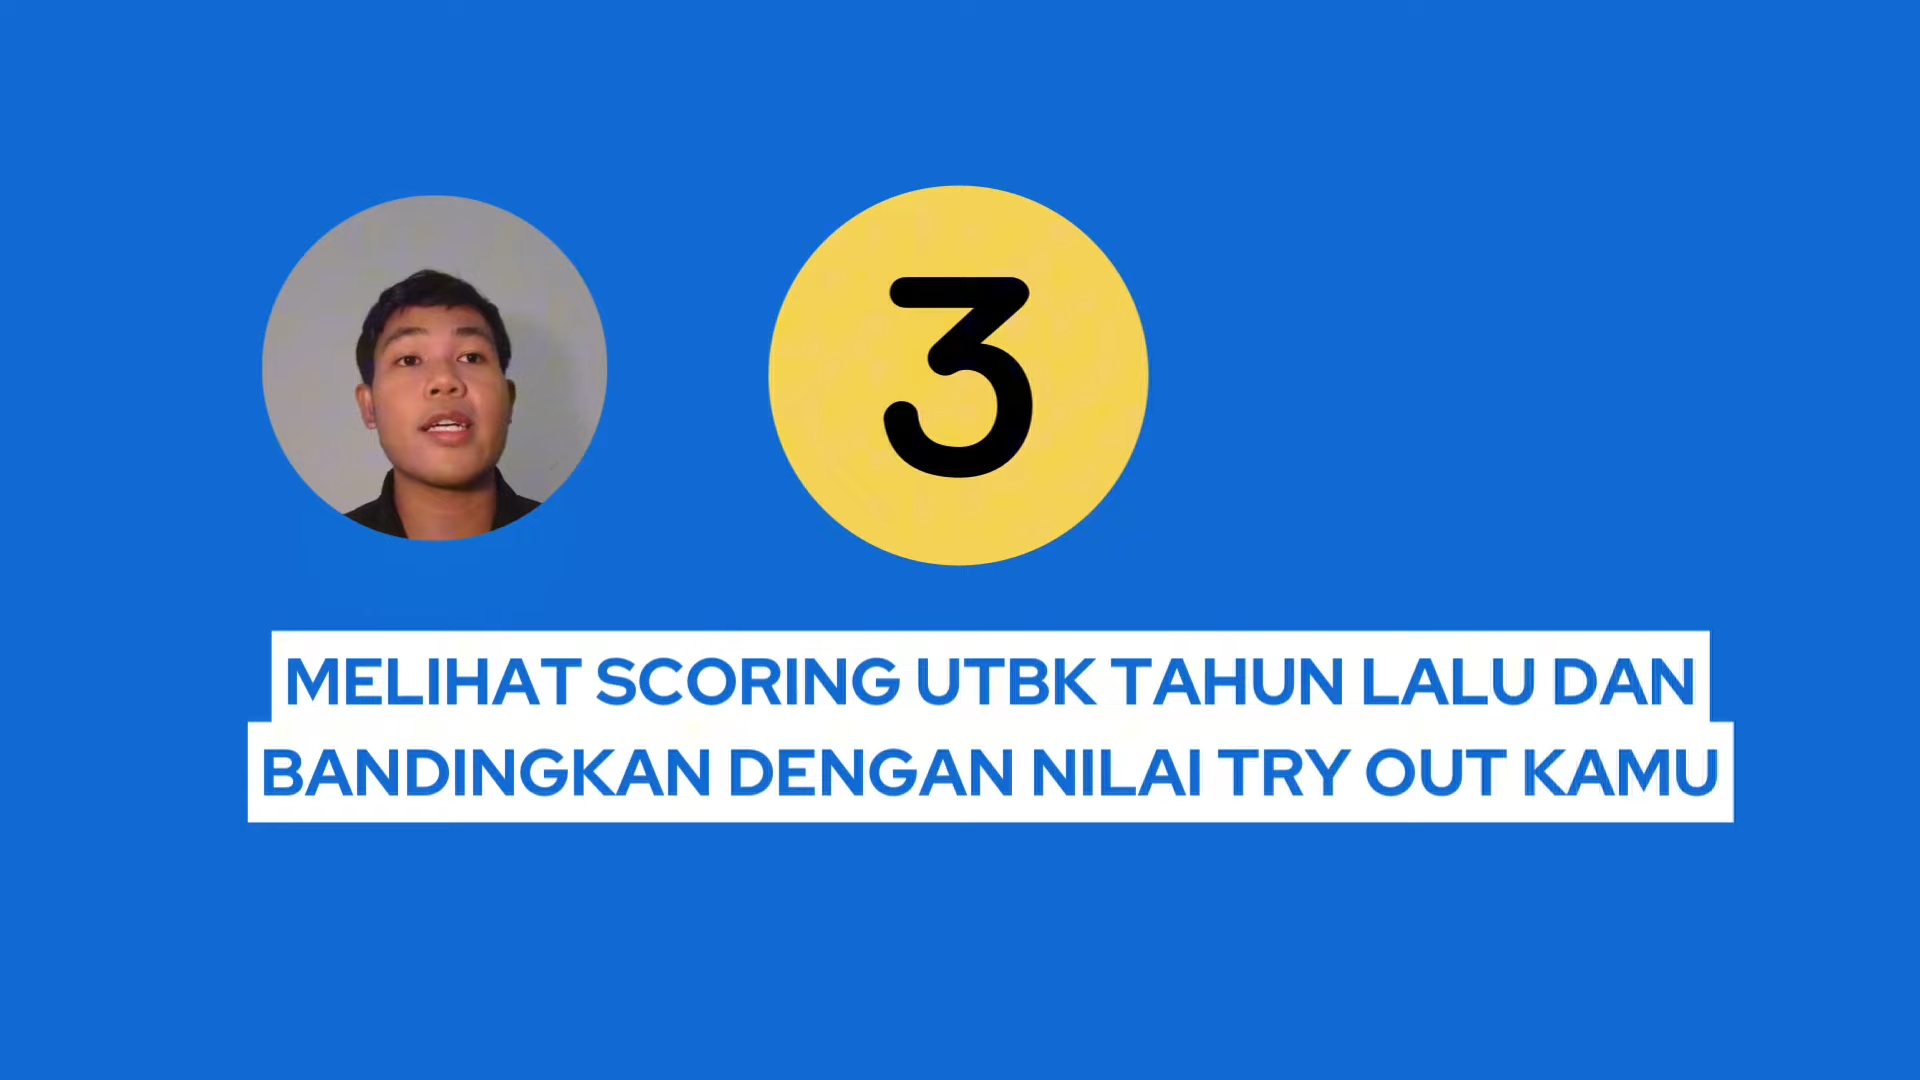 3
MELIHAT SCORING UTBK TAHUN LALU DAN
BANDINGKAN DENGAN NILAI TRY OUT KAMU